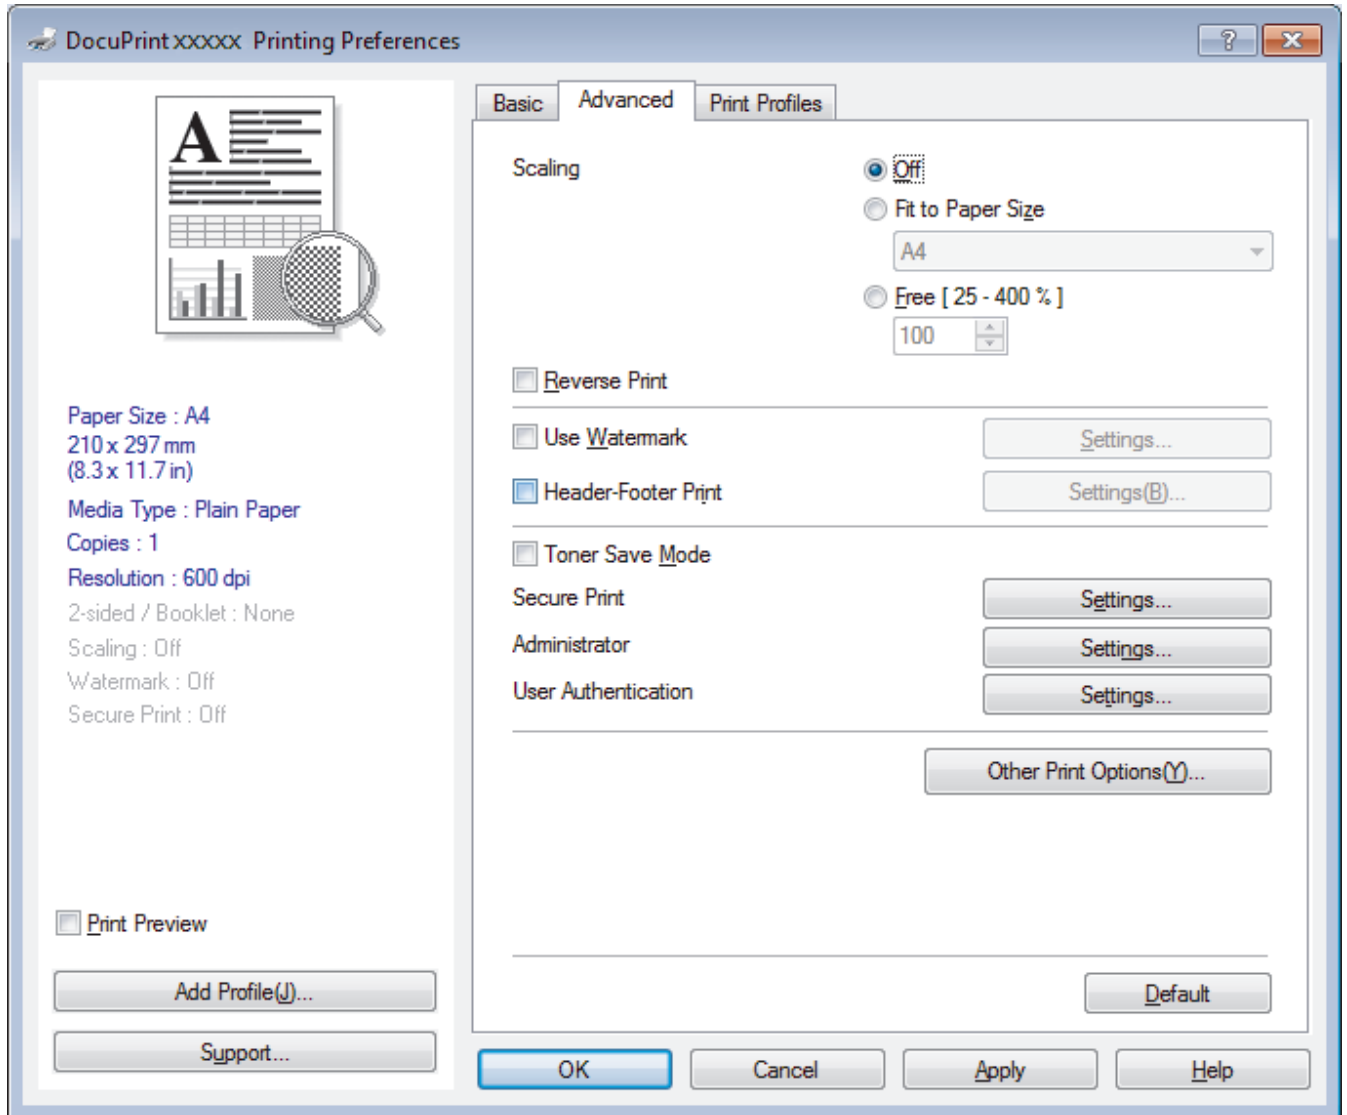 DocuPrint xxxxx Printing Preferences
?
A
Paper Size : A4
210 x 297 mm
(8.3 x 11.7 in)
Media Type : Plain Paper
Copies : 1
Resolution : 600 dpi
2-sided / Booklet : None
Scaling : Off
Watermark : Off
Secure Print : Off
Print Preview
Add Profile(J)...
Support...
Basic Advanced Print Profiles
Scaling Off
Fit to Paper Size
A4
Free [ 25 - 400 % ]
100
Reverse Print
Use Watermark Settings...
Header-Footer Print Settings(B)...
Toner Save Mode
Secure Print Settings...
Administrator Settings...
User Authentication Settings...
Other Print Options(Y)...
Default
OK Cancel Apply Help